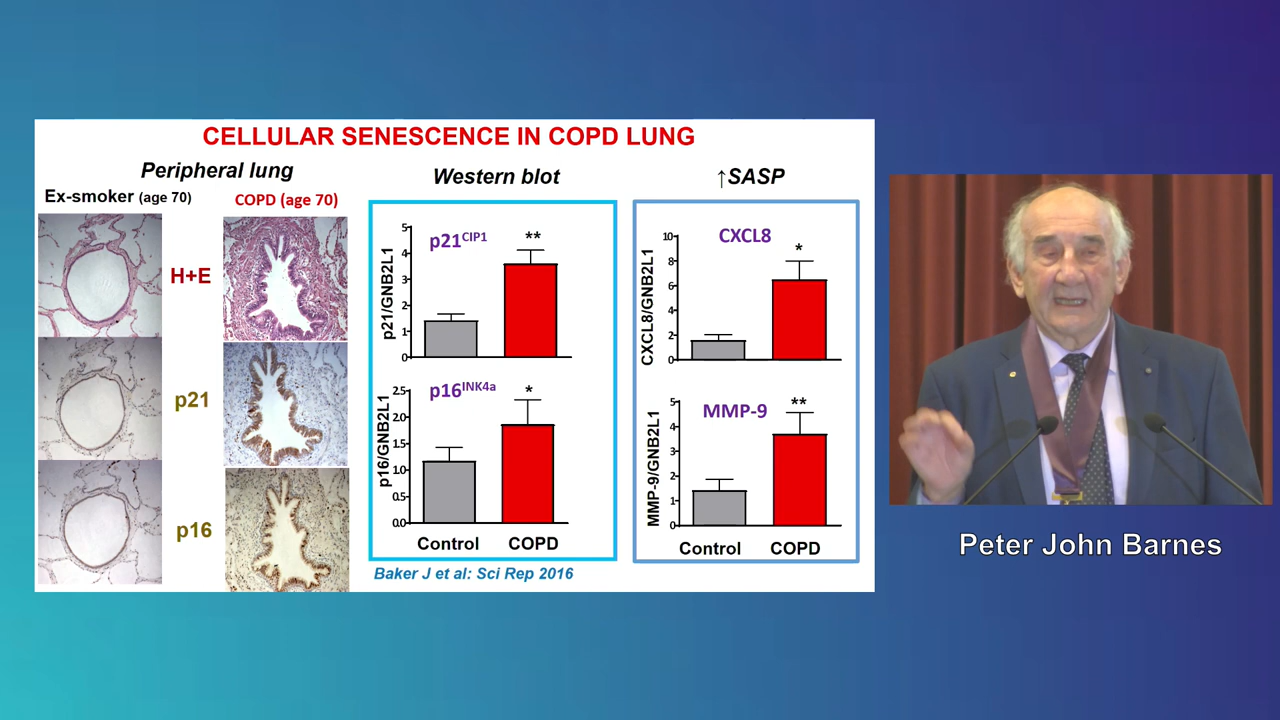 CELLULAR SENESCENCE IN COPD LUNG
Peripheral lung
Ex-smoker (age 70)
COPD (age 70)
H+E
p21
p16
Western blot
p21CIP1
**
p21/GNB2L1
5
4
3
2
1
0
p16INK4a
*
p16/GNB2L1
2.5
2.0
1.5
1.0
0.5
0.0
Control COPD
Baker J et al: Sci Rep 2016
↑SASP
CXCL8
*
CXCL8/GNB2L1
10
8
6
4
2
0
MMP-9
**
MMP-9/GNB2L1
5
4
3
2
1
0
Control COPD
Peter John Barnes